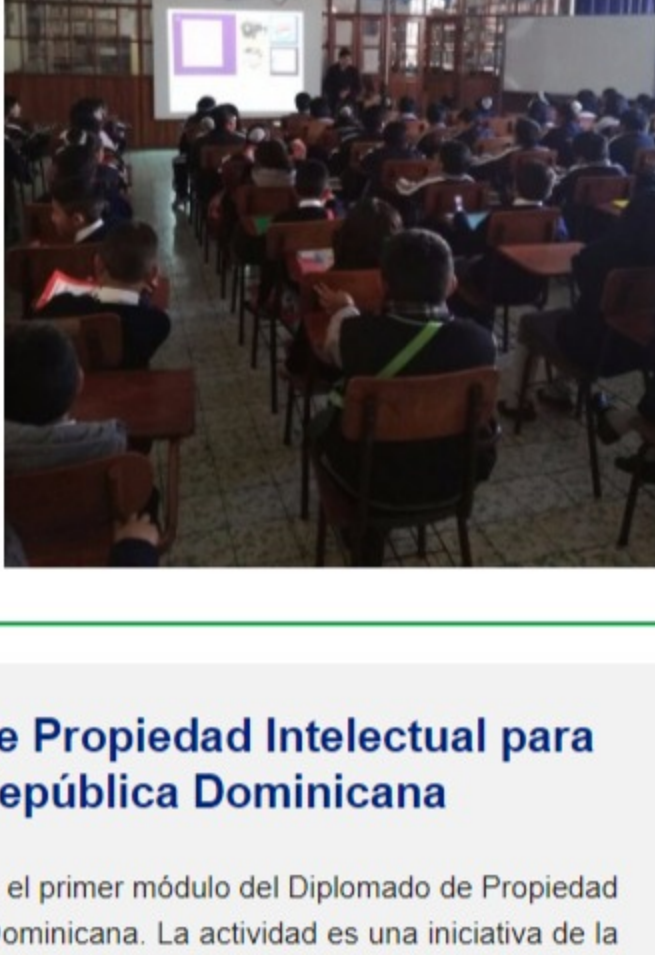 e Propiedad Intelectual para
epública Dominicana
el primer módulo del Diplomado de Propiedad
ominicana. La actividad es una iniciativa de la